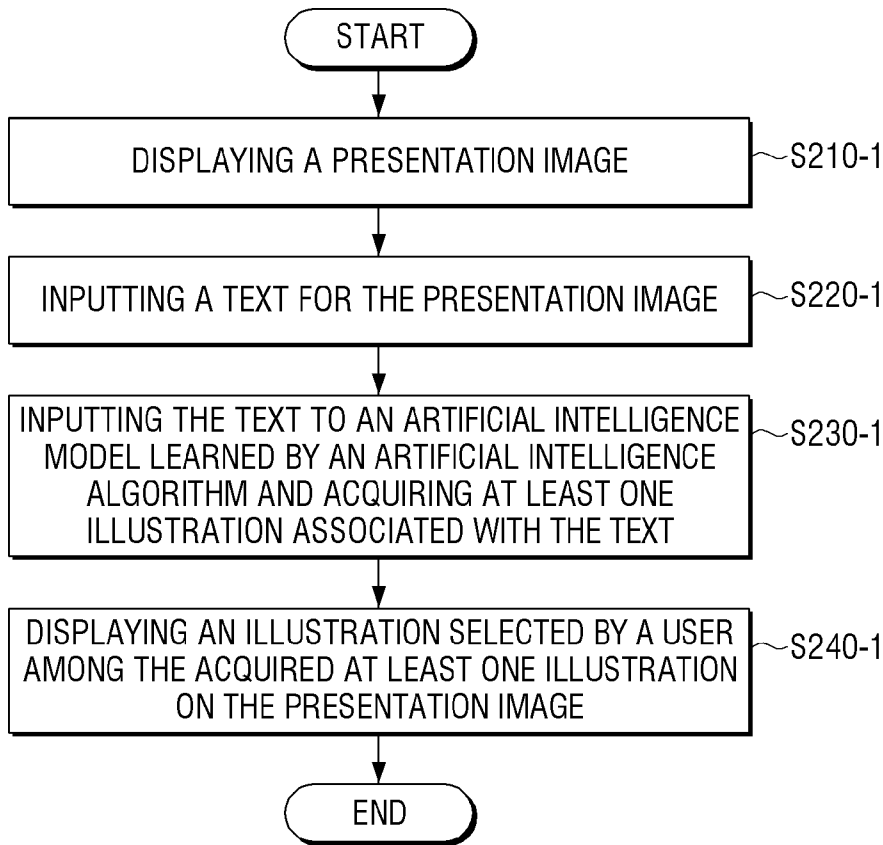 START
DISPLAYING A PRESENTATION IMAGE
S210-1
INPUTTING A TEXT FOR THE PRESENTATION IMAGE
S220-1
INPUTTING THE TEXT TO AN ARTIFICIAL INTELLIGENCE
MODEL LEARNED BY AN ARTIFICIAL INTELLIGENCE
ALGORITHM AND ACQUIRING AT LEAST ONE
ILLUSTRATION ASSOCIATED WITH THE TEXT
S230-1
DISPLAYING AN ILLUSTRATION SELECTED BY A USER
AMONG THE ACQUIRED AT LEAST ONE ILLUSTRATION
ON THE PRESENTATION IMAGE
S240-1
END